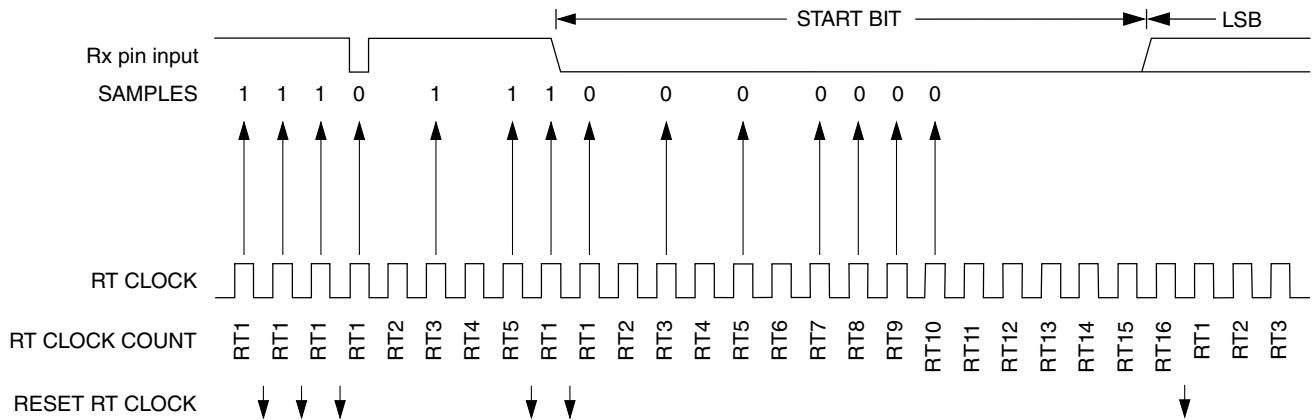 START BIT
LSB
Rx pin input
SAMPLES 1 1 1 0 1 1 1 0 0 0 0 0 0 0
RT CLOCK
RT CLOCK COUNT RT1 RT1 RT1 RT1 RT2 RT3 RT4 RT5 RT1 RT1 RT2 RT3 RT4 RT5 RT6 RT7 RT8 RT9 RT10 RT11 RT12 RT13 RT14 RT15 RT16 RT1 RT2 RT3
RESET RT CLOCK